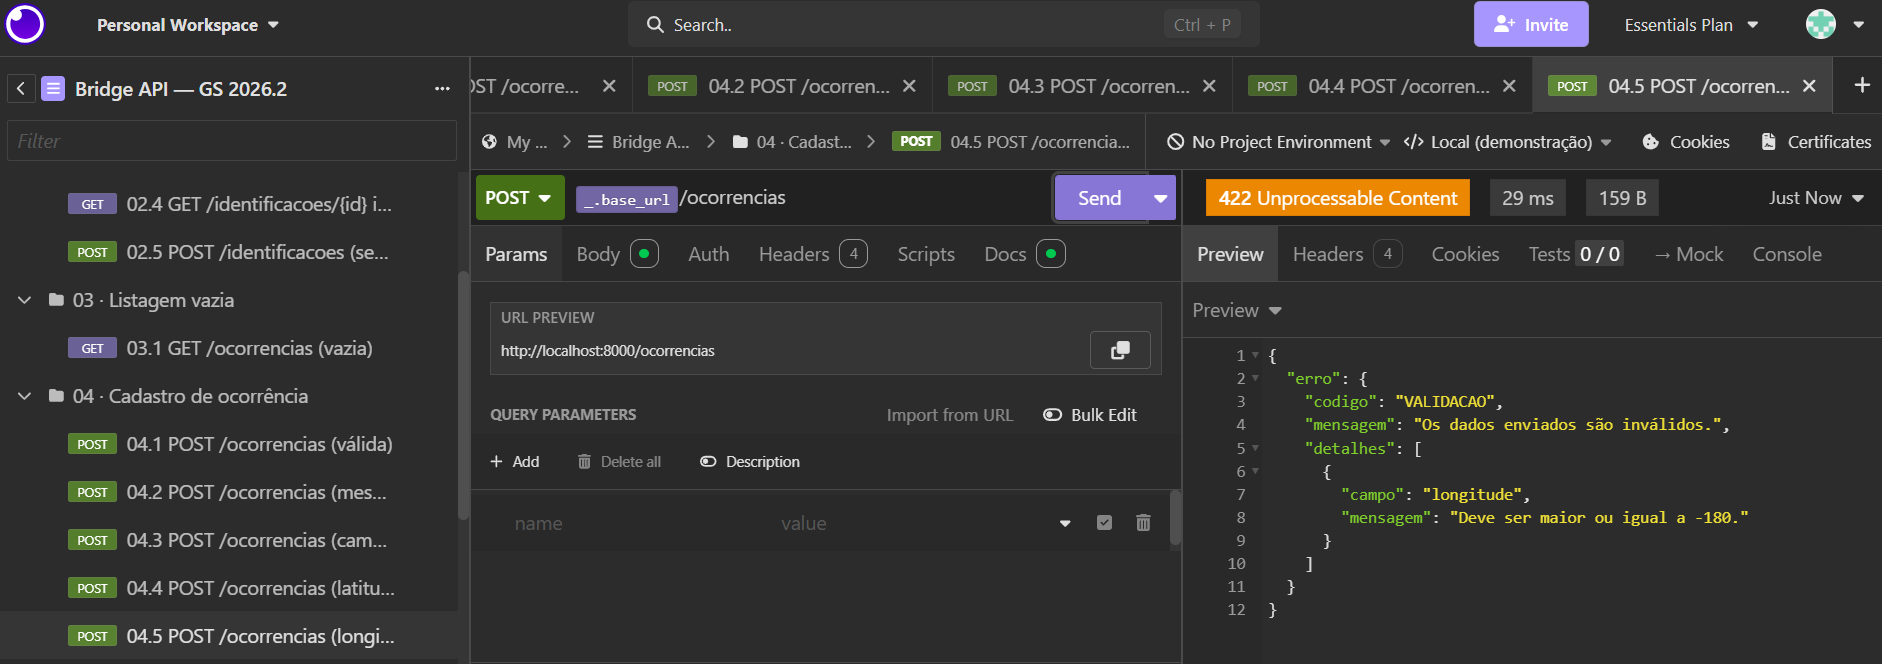 Personal Workspace
Search..
Ctrl + P
Invite
Essentials Plan
Bridge API — GS 2026.2
Filter
GET 02.4 GET /identificacoes/{id} i...
POST 02.5 POST /identificacoes (se...
03 · Listagem vazia
GET 03.1 GET /ocorrencias (vazia)
04 · Cadastro de ocorrência
POST 04.1 POST /ocorrencias (válida)
POST 04.2 POST /ocorrencias (mes...
POST 04.3 POST /ocorrencias (cam...
POST 04.4 POST /ocorrencias (latitu...
POST 04.5 POST /ocorrencias (longi...
OST /ocorre...
POST 04.2 POST /ocorren...
POST 04.3 POST /ocorren...
POST 04.4 POST /ocorren...
POST 04.5 POST /ocorren...
My ...
Bridge A...
04 · Cadast...
POST 04.5 POST /ocorrencia...
No Project Environment
Local (demonstração)
Cookies
Certificates
POST
_.base_url /ocorrencias
Send
Params
Body
Auth
Headers 4
Scripts
Docs
URL PREVIEW
http://localhost:8000/ocorrencias
QUERY PARAMETERS
Import from URL
Bulk Edit
Add
Delete all
Description
name
value
422 Unprocessable Content
29 ms
159 B
Just Now
Preview
Headers 4
Cookies
Tests 0 / 0
→ Mock
Console
Preview
1 {
2 "erro": {
3 "codigo": "VALIDACAO",
4 "mensagem": "Os dados enviados são inválidos.",
5 "detalhes": [
6 {
7 "campo": "longitude",
8 "mensagem": "Deve ser maior ou igual a -180."
9 }
10 ]
11 }
12 }